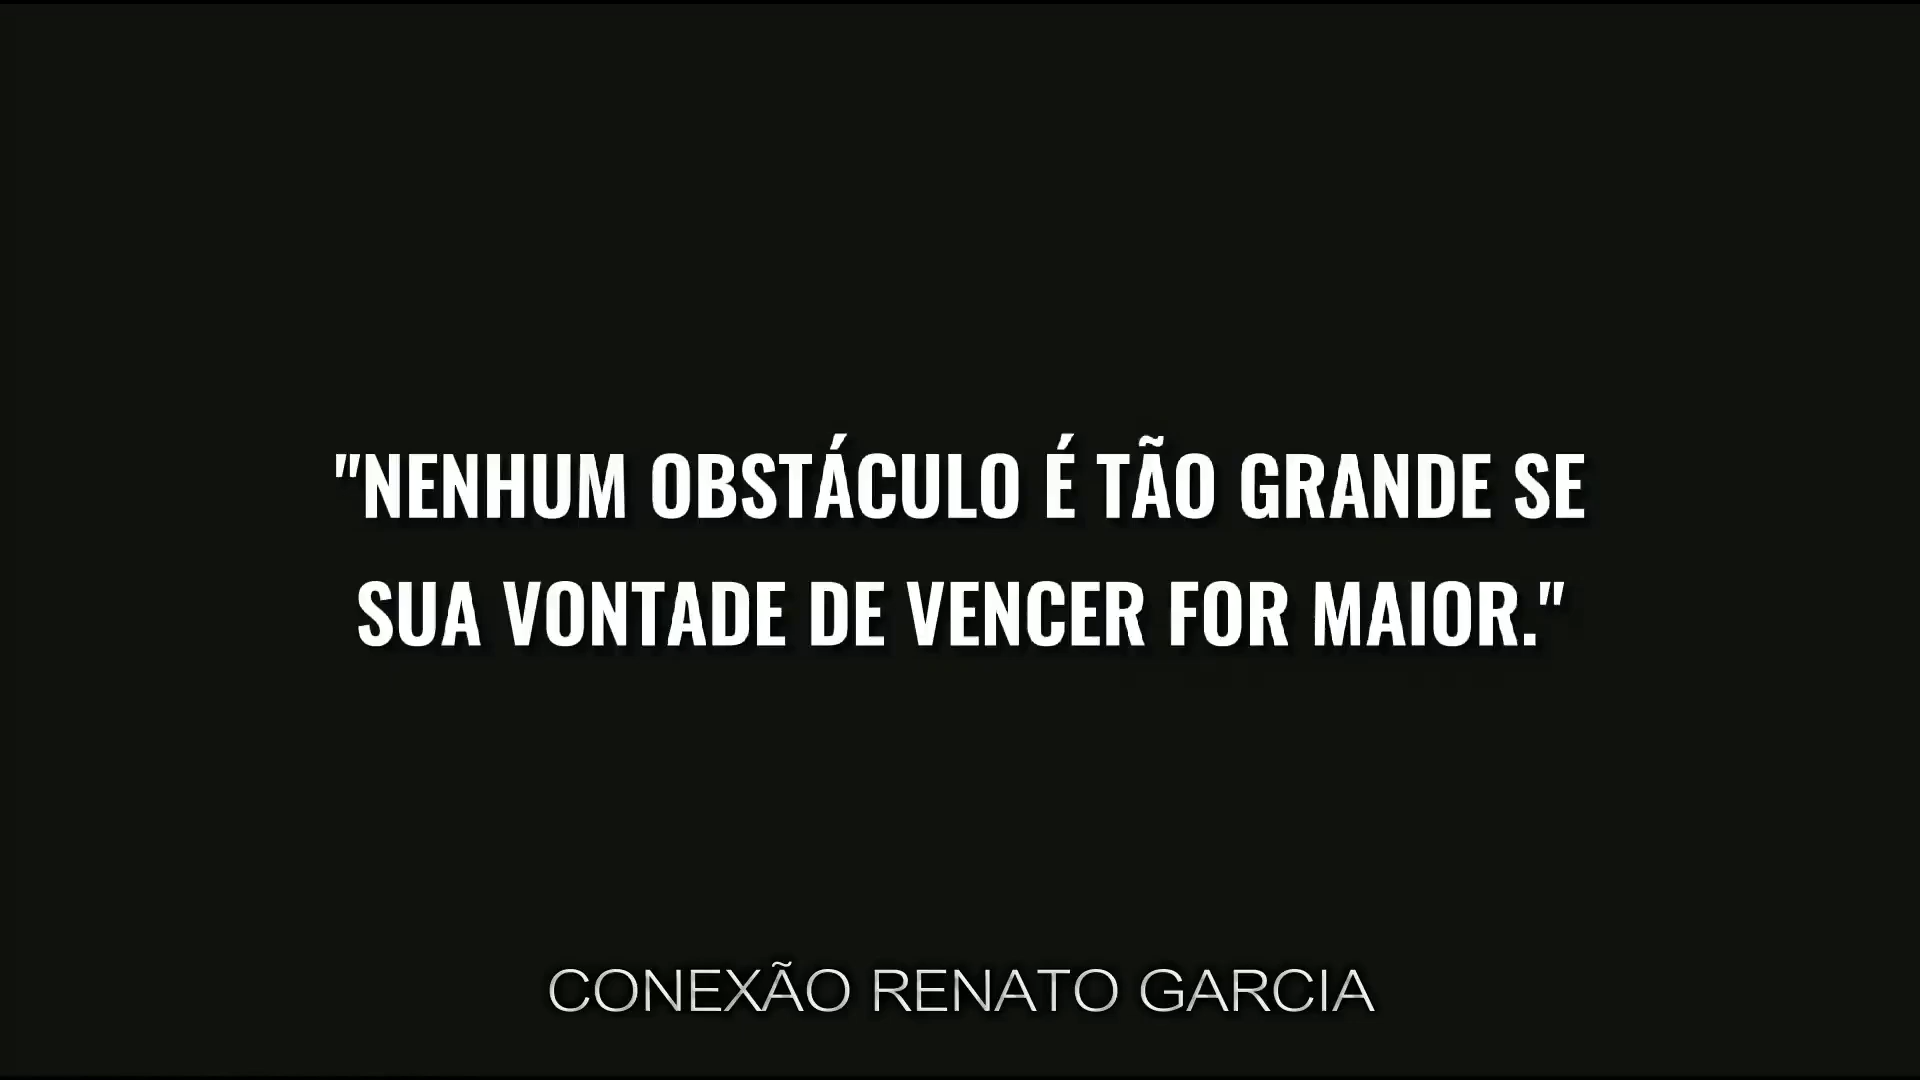 "NENHUM OBSTÁCULO É TÃO GRANDE SE
SUA VONTADE DE VENCER FOR MAIOR."
CONEXÃO RENATO GARCIA